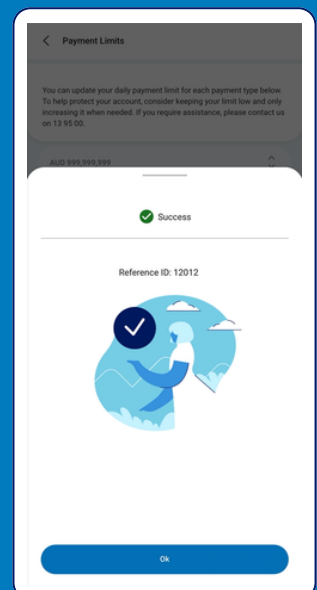 Payment Limits
You can update your daily payment limit for each payment type below.
To help protect your account, consider keeping your limit low and only
increasing it when needed. If you require assistance, please contact us
on 13 95 00.
AUD 999,999,999
Success
Reference ID: 12012
Ok